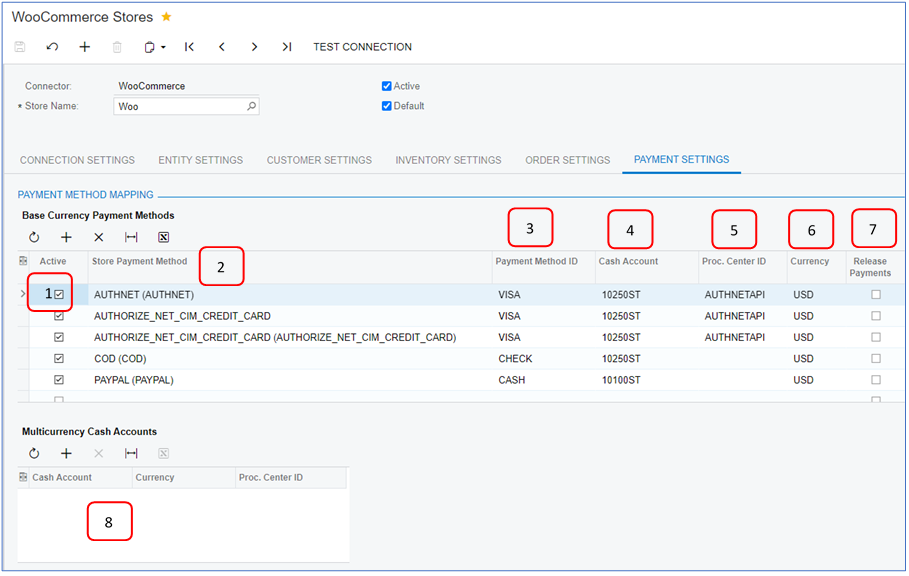 WooCommerce Stores
TEST CONNECTION
Connector: WooCommerce Active
* Store Name: Woo Default
CONNECTION SETTINGS ENTITY SETTINGS CUSTOMER SETTINGS INVENTORY SETTINGS ORDER SETTINGS PAYMENT SETTINGS
PAYMENT METHOD MAPPING
Base Currency Payment Methods
3 4 5 6 7
Active Store Payment Method 2 Payment Method ID Cash Account Proc. Center ID Currency Release Payments
1 AUTHNET (AUTHNET) VISA 10250ST AUTHNETAPI USD
AUTHORIZE_NET_CIM_CREDIT_CARD VISA 10250ST AUTHNETAPI USD
AUTHORIZE_NET_CIM_CREDIT_CARD (AUTHORIZE_NET_CIM_CREDIT_CARD) VISA 10250ST AUTHNETAPI USD
COD (COD) CHECK 10250ST USD
PAYPAL (PAYPAL) CASH 10100ST USD
Multicurrency Cash Accounts
Cash Account Currency Proc. Center ID
8